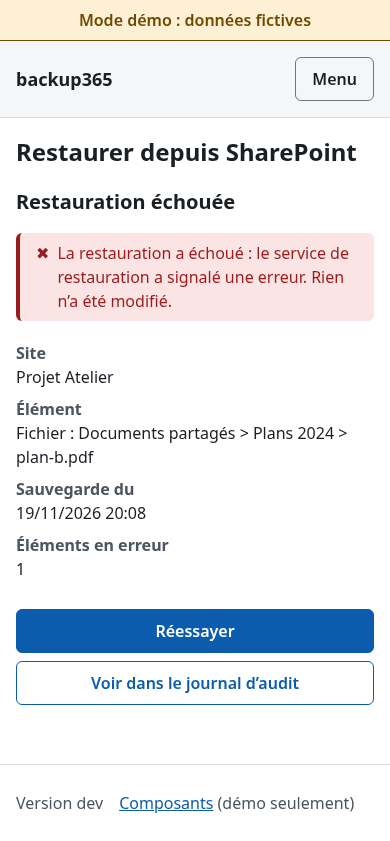 Mode démo : données fictives
backup365
Menu
Restaurer depuis SharePoint
Restauration échouée
✖ La restauration a échoué : le service de
restauration a signalé une erreur. Rien
n’a été modifié.
Site
Projet Atelier
Élément
Fichier : Documents partagés > Plans 2024 >
plan-b.pdf
Sauvegarde du
19/11/2026 20:08
Éléments en erreur
1
Réessayer
Voir dans le journal d’audit
Version dev Composants (démo seulement)